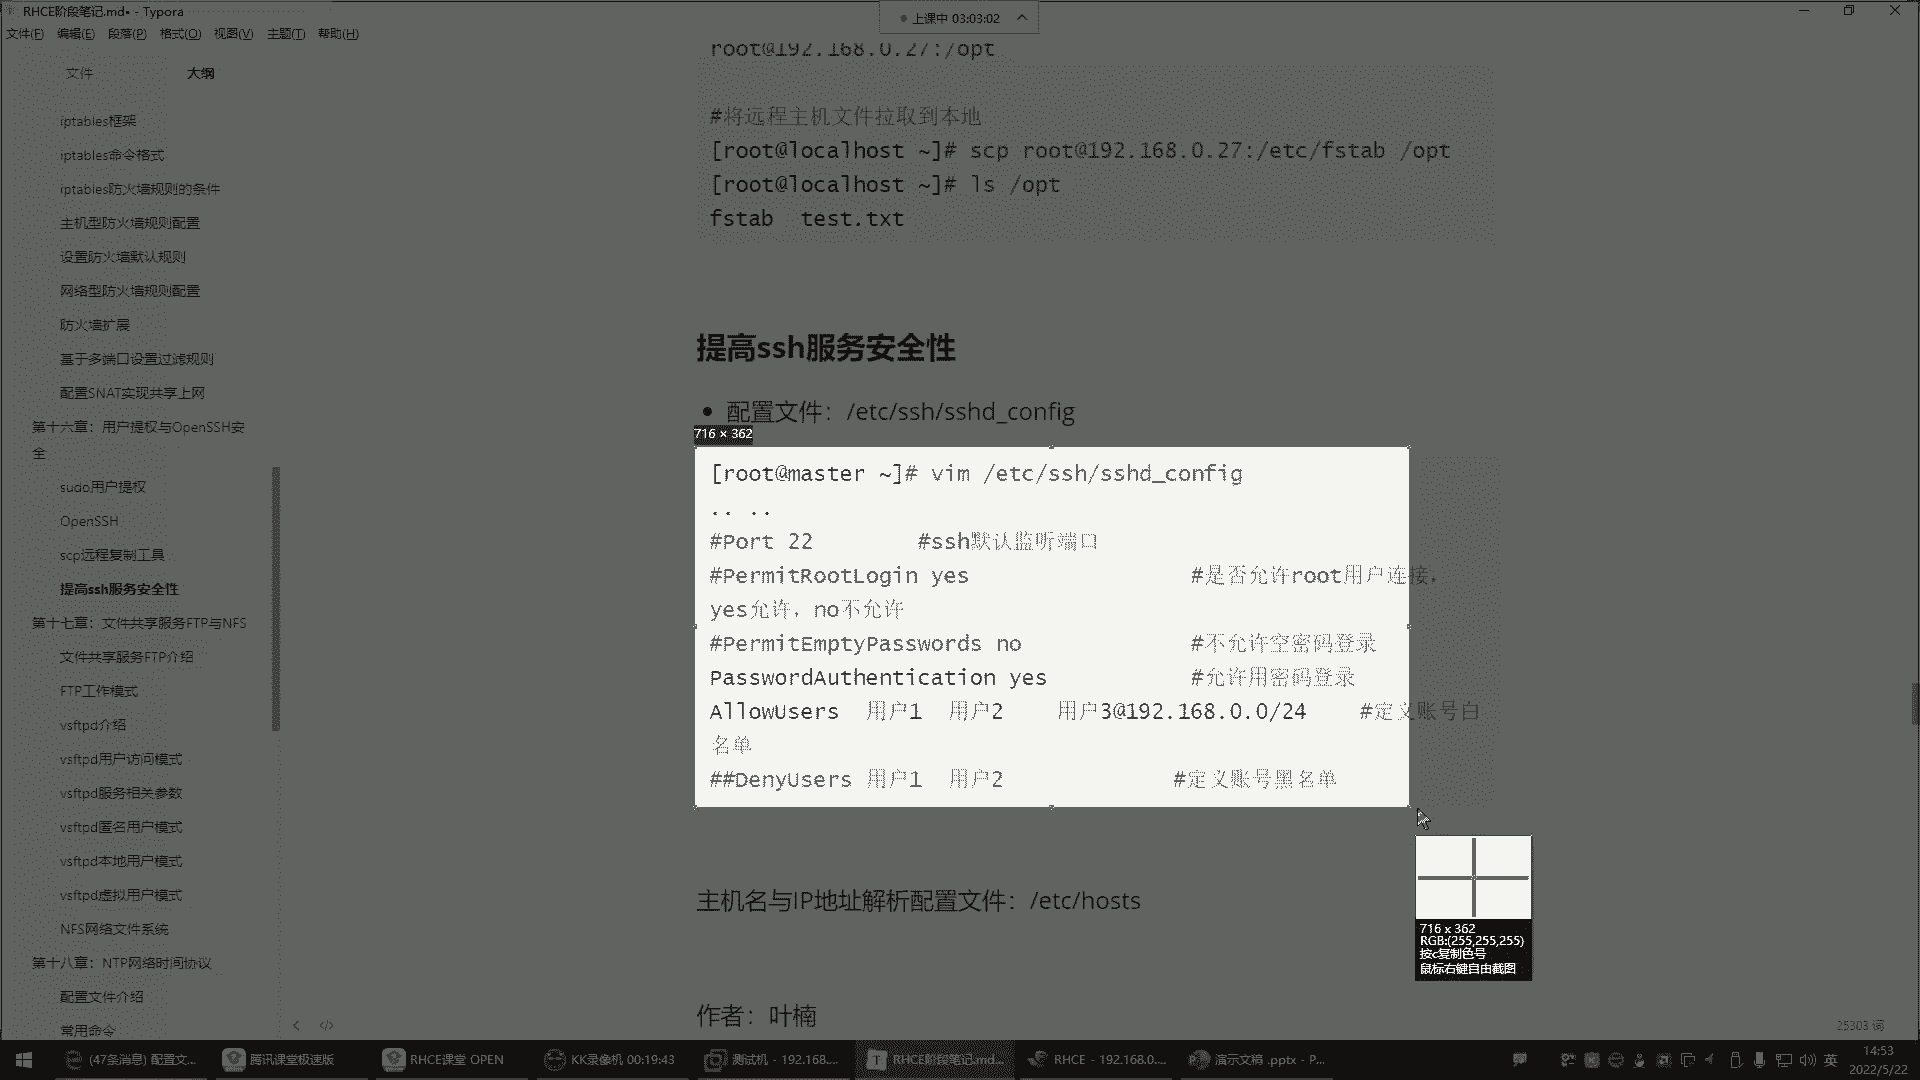 RHCE阶段笔记.md• - Typora
上课中 03:03:02
文件(F) 编辑(E) 段落(P) 格式(O) 视图(V) 主题(T) 帮助(H)
文件 大纲
iptables框架
iptables命令格式
iptables防火墙规则的条件
主机型防火墙规则配置
设置防火墙默认规则
网络型防火墙规则配置
防火墙扩展
基于多端口设置过滤规则
配置SNAT实现共享上网
第十六章：用户提权与OpenSSH安
全
sudo用户提权
OpenSSH
scp远程复制工具
提高ssh服务安全性
第十七章：文件共享服务FTP与NFS
文件共享服务FTP介绍
FTP工作模式
vsftpd介绍
vsftpd用户访问模式
vsftpd服务相关参数
vsftpd匿名用户模式
vsftpd本地用户模式
vsftpd虚拟用户模式
NFS网络文件系统
第十八章：NTP网络时间协议
配置文件介绍
常用命令
root@192.168.0.27:/opt
#将远程主机文件拉取到本地
[root@localhost ~]# scp root@192.168.0.27:/etc/fstab /opt
[root@localhost ~]# ls /opt
fstab  test.txt
提高ssh服务安全性
配置文件：/etc/ssh/sshd_config
716 × 362
[root@master ~]# vim /etc/ssh/sshd_config
.. ..
#Port 22 #ssh默认监听端口
#PermitRootLogin yes #是否允许root用户连接，
yes允许，no不允许
#PermitEmptyPasswords no #不允许空密码登录
PasswordAuthentication yes #允许用密码登录
AllowUsers 用户1 用户2 用户3@192.168.0.0/24 #定义账号白
名单
##DenyUsers 用户1 用户2 #定义账号黑名单
主机名与IP地址解析配置文件：/etc/hosts
716 x 362
RGB:(255,255,255)
按c复制色号
鼠标右键自由截图
作者：叶楠
25303 词
(47条消息) 配置文... 腾讯课堂极速版 RHCE课堂 OPEN KK录像机 00:19:43 测试机 - 192.168.... RHCE阶段笔记.md... RHCE - 192.168.0.... 演示文稿 .pptx - P... 英
14:53
2022/5/22